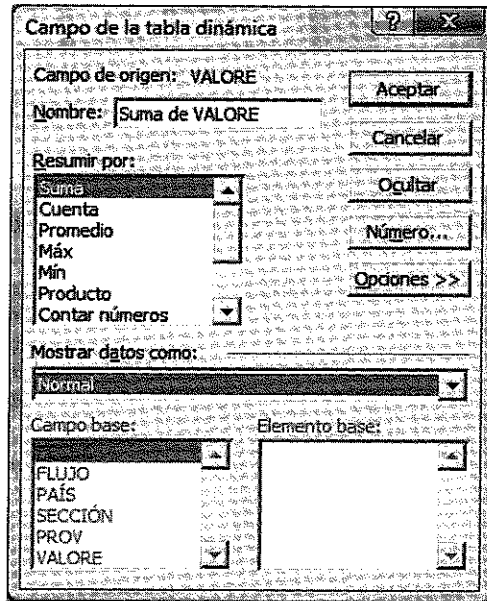 Campo de la tabla dinámica
Campo de origen: VALORE
Aceptar
Nombre: Suma de VALORE
Cancelar
Resumir por:
Suma
Ocultar
Cuenta
Promedio
Número...
Máx
Mín
Opciones >>
Producto
Contar números
Mostrar datos como:
Normal
Campo base:
Elemento base:
FLUJO
PAÍS
SECCIÓN
PROV
VALORE